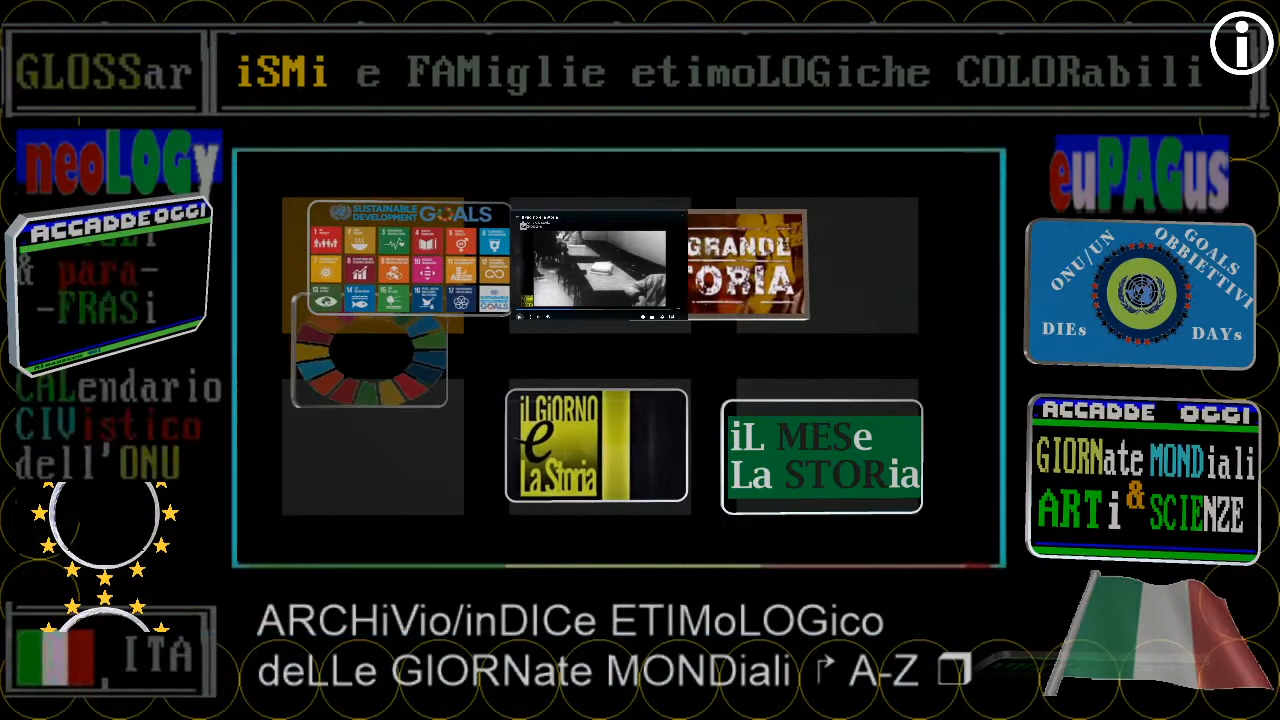 GLOSSar
iSMi e FAMiglie etimoLOGiche COLORabili
i
neoLOGy
ACCADDE OGGI
& para-
-FRASi
CALendario
CIVistico
dell'ONU
ITA
SUSTAINABLE
DEVELOPMENT GOALS
GRANDE
TORIA
iL GiORNO
e
La Storia
iL MESe
La STORia
euPAGus
ONU/UN
GOALS
OBBIETTIVI
DIEs
DAYs
ACCADDE OGGI
GIORNate MONDiali
ARTi & SCIENZE
ARCHiVio/inDICe ETIMoLOGico
deLLe GIORNate MONDiali ↱ A-Z ❒